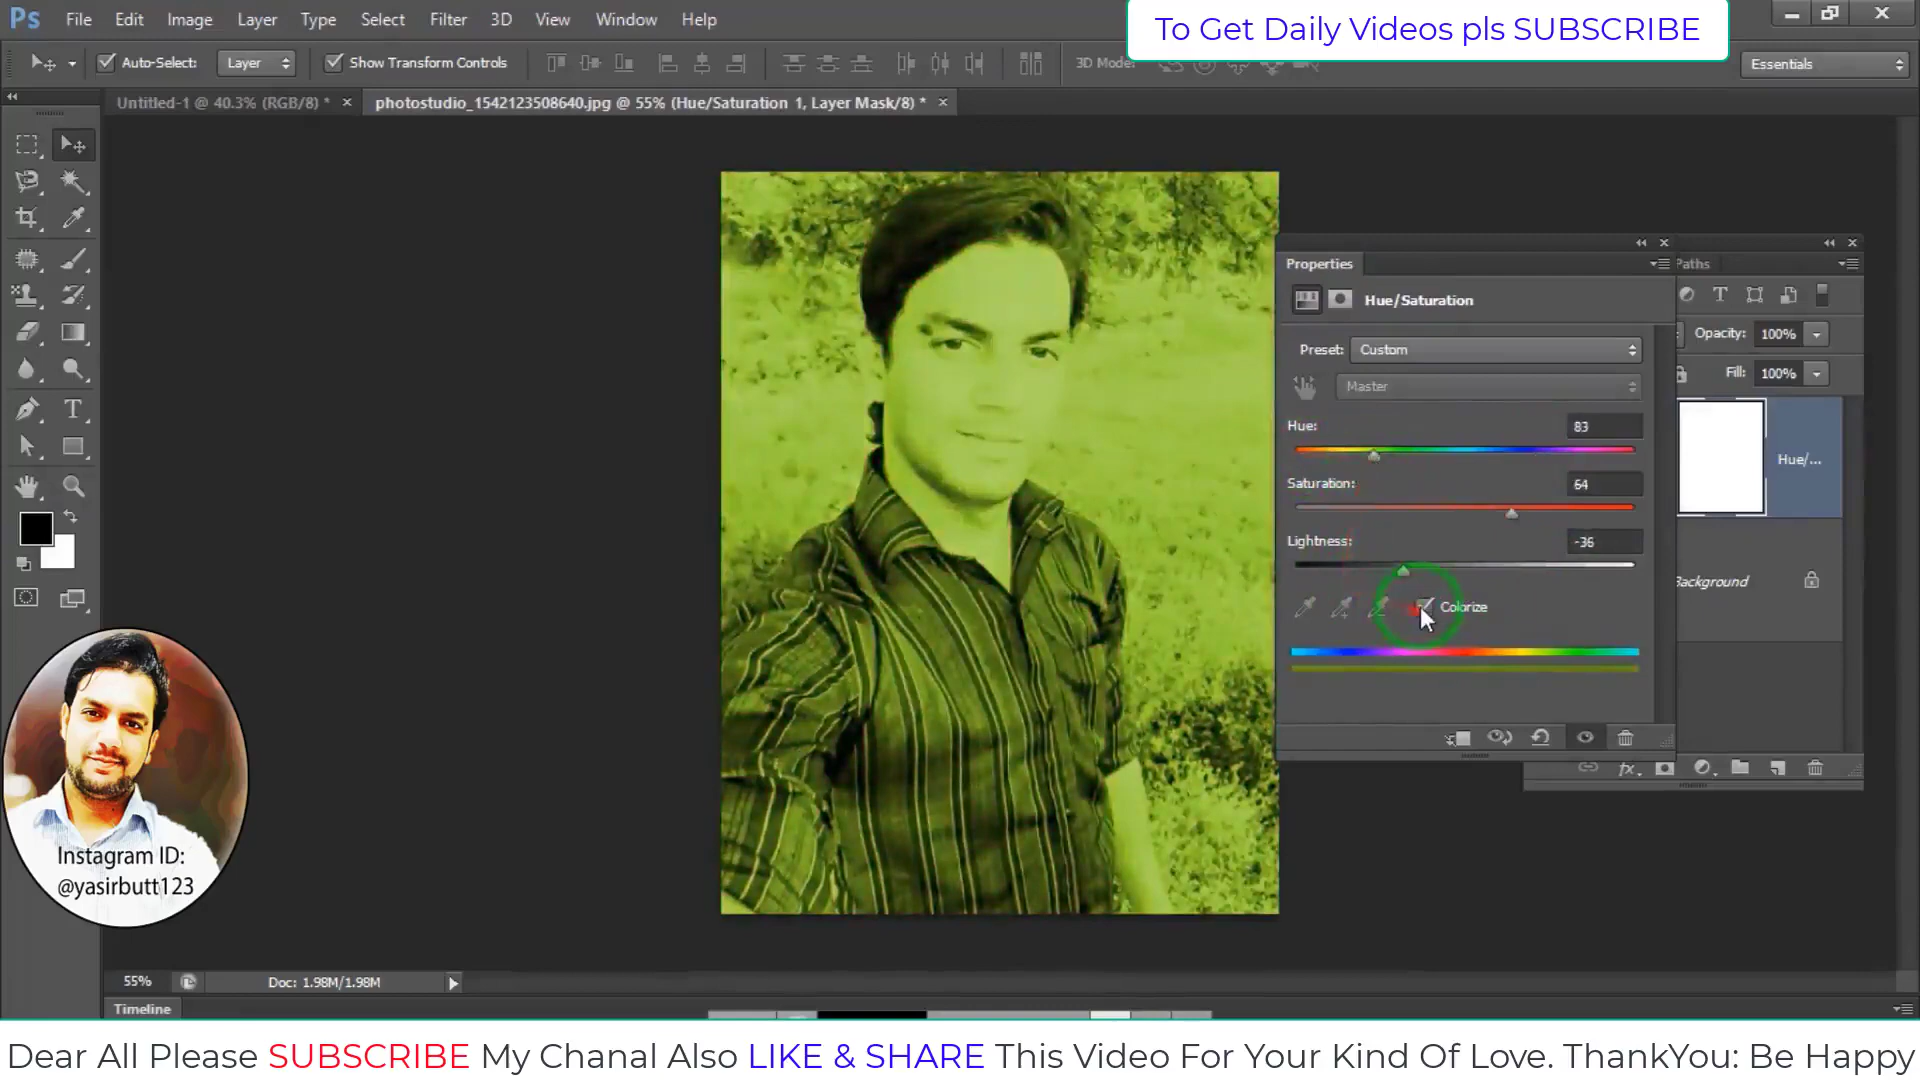 Ps File Edit Image Layer Type Select Filter 3D View Window Help
To Get Daily Videos pls SUBSCRIBE
Auto-Select: Layer Show Transform Controls 3D Mode: Essentials
Untitled-1 @ 40.3% (RGB/8) * photostudio_1542123508640.jpg @ 55% (Hue/Saturation 1, Layer Mask/8) *
Properties
Paths
Hue/Saturation
Preset: Custom
Opacity: 100%
Master
Fill: 100%
Hue: 83
Hue/...
Saturation: 64
Lightness: -36
Background
Colorize
Instagram ID:
@yasirbutt123
fx
55% Doc: 1.98M/1.98M
Timeline
Dear All Please SUBSCRIBE My Chanal Also LIKE & SHARE This Video For Your Kind Of Love. ThankYou: Be Happy